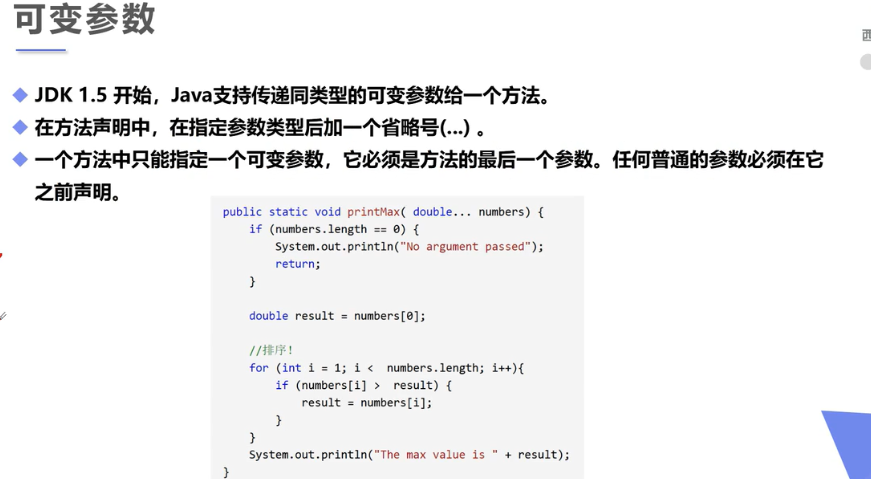 可变参数
JDK 1.5 开始，Java支持传递同类型的可变参数给一个方法。
在方法声明中，在指定参数类型后加一个省略号(...) 。
一个方法中只能指定一个可变参数，它必须是方法的最后一个参数。任何普通的参数必须在它
之前声明。
public static void printMax( double... numbers) {
    if (numbers.length == 0) {
        System.out.println("No argument passed");
        return;
    }

    double result = numbers[0];

    //排序！
    for (int i = 1; i <  numbers.length; i++){
        if (numbers[i] >  result) {
            result = numbers[i];
        }
    }
    System.out.println("The max value is " + result);
}